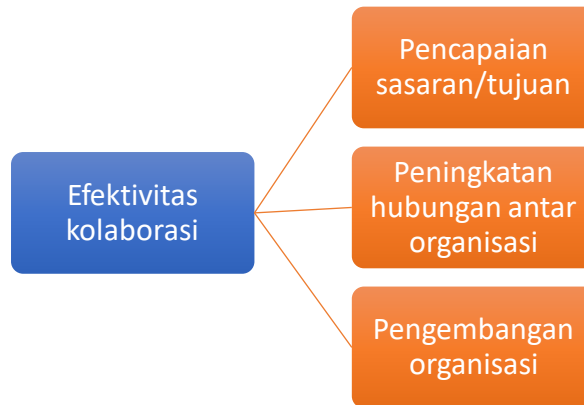 Efektivitas
kolaborasi
Pencapaian
sasaran/tujuan
Peningkatan
hubungan antar
organisasi
Pengembangan
organisasi